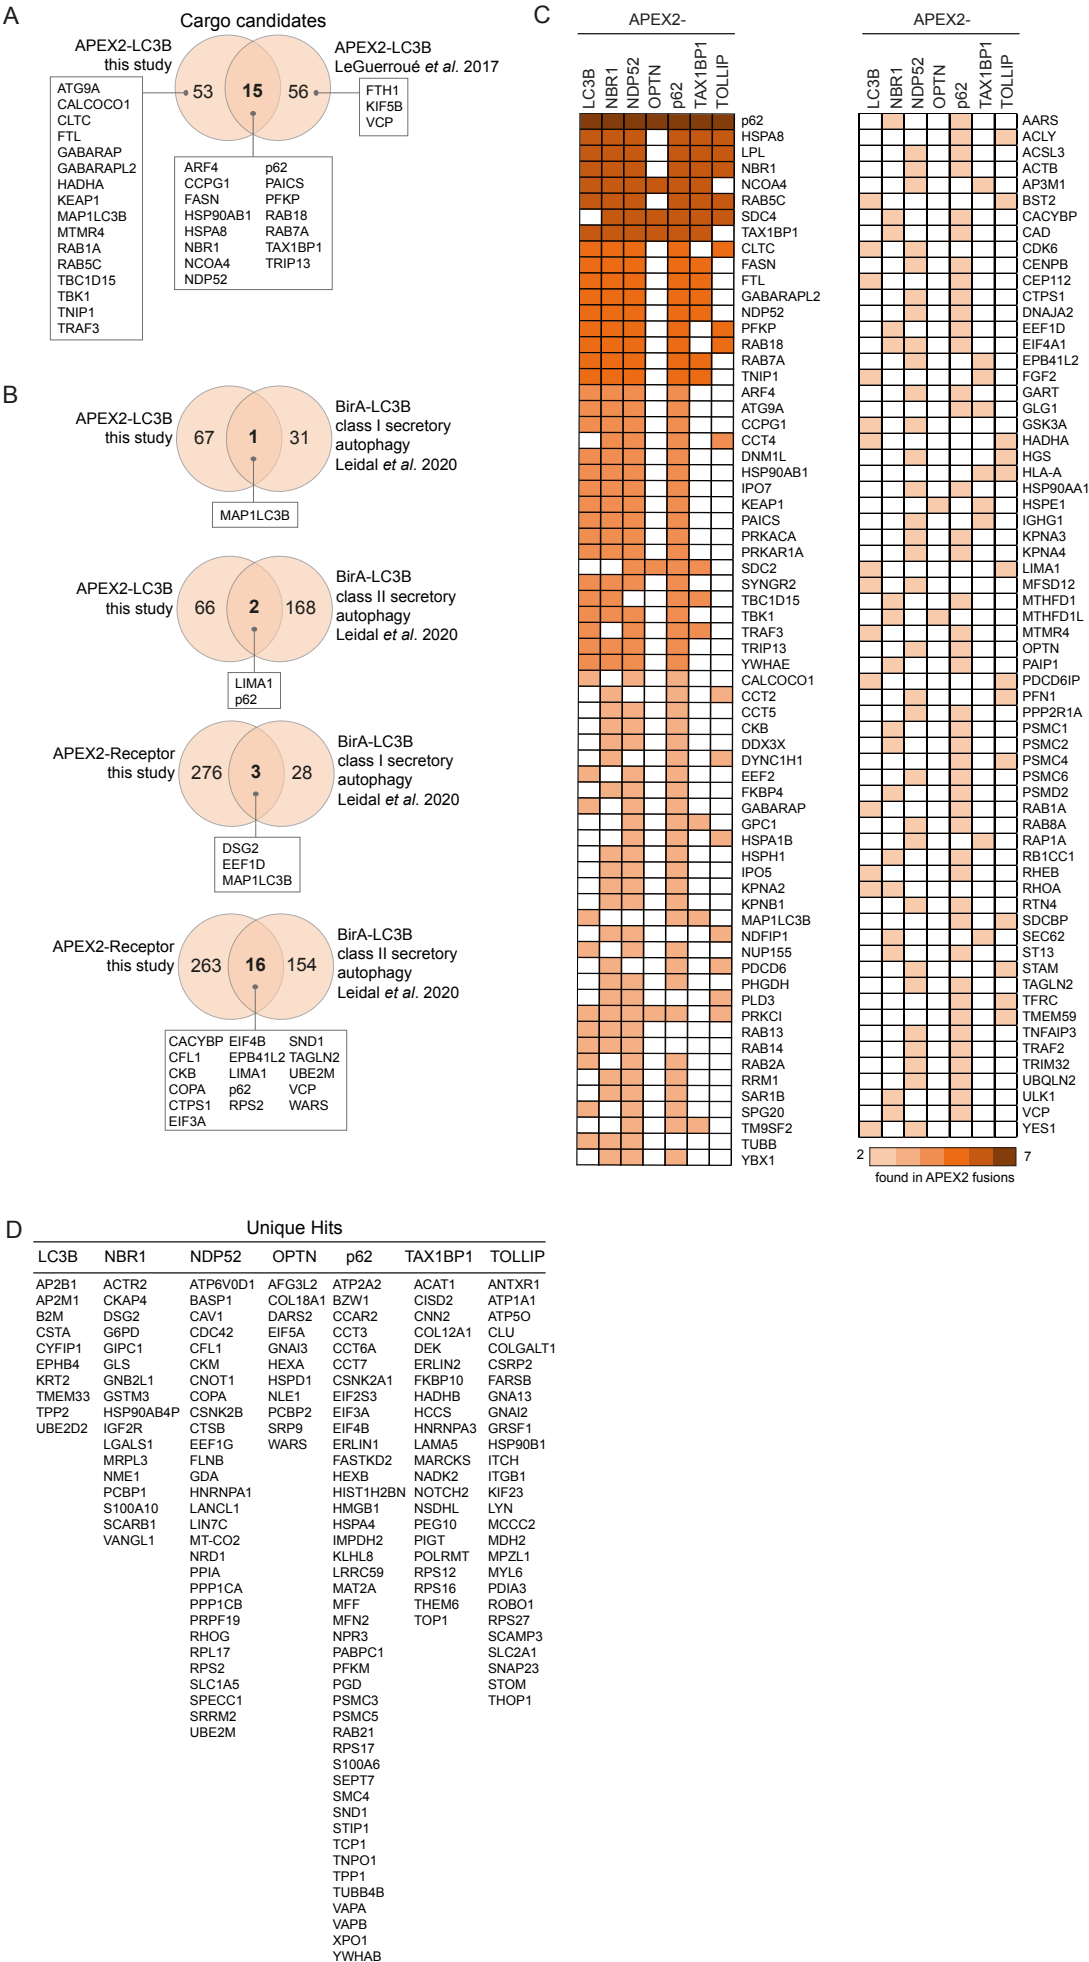 A
Cargo candidates
APEX2-LC3B
this study
APEX2-LC3B
LeGuerroué et al. 2017
53
15
56
ATG9A
CALCOCO1
CLTC
FTL
GABARAP
GABARAPL2
HADHA
KEAP1
MAP1LC3B
MTMR4
RAB1A
RAB5C
TBC1D15
TBK1
TNIP1
TRAF3
FTH1
KIF5B
VCP
ARF4
CCPG1
FASN
HSP90AB1
HSPA8
NBR1
NCOA4
NDP52
p62
PAICS
PFKP
RAB18
RAB7A
TAX1BP1
TRIP13
B
APEX2-LC3B
this study
67
1
31
BirA-LC3B
class I secretory
autophagy
Leidal et al. 2020
MAP1LC3B
APEX2-LC3B
this study
66
2
168
BirA-LC3B
class II secretory
autophagy
Leidal et al. 2020
LIMA1
p62
APEX2-Receptor
this study
276
3
28
BirA-LC3B
class I secretory
autophagy
Leidal et al. 2020
DSG2
EEF1D
MAP1LC3B
APEX2-Receptor
this study
263
16
154
BirA-LC3B
class II secretory
autophagy
Leidal et al. 2020
CACYBP EIF4B SND1
CFL1 EPB41L2 TAGLN2
CKB LIMA1 UBE2M
COPA p62 VCP
CTPS1 RPS2 WARS
EIF3A
C
APEX2-
LC3B
NBR1
NDP52
OPTN
p62
TAX1BP1
TOLLIP
p62
HSPA8
LPL
NBR1
NCOA4
RAB5C
SDC4
TAX1BP1
CLTC
FASN
FTL
GABARAPL2
NDP52
PFKP
RAB18
RAB7A
TNIP1
ARF4
ATG9A
CCPG1
CCT4
DNM1L
HSP90AB1
IPO7
KEAP1
PAICS
PRKACA
PRKAR1A
SDC2
SYNGR2
TBC1D15
TBK1
TRAF3
TRIP13
YWHAE
CALCOCO1
CCT2
CCT5
CKB
DDX3X
DYNC1H1
EEF2
FKBP4
GABARAP
GPC1
HSPA1B
HSPH1
IPO5
KPNA2
KPNB1
MAP1LC3B
NDFIP1
NUP155
PDCD6
PHGDH
PLD3
PRKCI
RAB13
RAB14
RAB2A
RRM1
SAR1B
SPG20
TM9SF2
TUBB
YBX1
APEX2-
LC3B
NBR1
NDP52
OPTN
p62
TAX1BP1
TOLLIP
AARS
ACLY
ACSL3
ACTB
AP3M1
BST2
CACYBP
CAD
CDK6
CENPB
CEP112
CTPS1
DNAJA2
EEF1D
EIF4A1
EPB41L2
FGF2
GART
GLG1
GSK3A
HADHA
HGS
HLA-A
HSP90AA1
HSPE1
IGHG1
KPNA3
KPNA4
LIMA1
MFSD12
MTHFD1
MTHFD1L
MTMR4
OPTN
PAIP1
PDCD6IP
PFN1
PPP2R1A
PSMC1
PSMC2
PSMC4
PSMC6
PSMD2
RAB1A
RAB8A
RAP1A
RB1CC1
RHEB
RHOA
RTN4
SDCBP
SEC62
ST13
STAM
TAGLN2
TFRC
TMEM59
TNFAIP3
TRAF2
TRIM32
UBQLN2
ULK1
VCP
YES1
2
7
found in APEX2 fusions
D
Unique Hits
LC3B
AP2B1
AP2M1
B2M
CSTA
CYFIP1
EPHB4
KRT2
TMEM33
TPP2
UBE2D2
NBR1
ACTR2
CKAP4
DSG2
G6PD
GIPC1
GLS
GNB2L1
GSTM3
HSP90AB4P
IGF2R
LGALS1
MRPL3
NME1
PCBP1
S100A10
SCARB1
VANGL1
NDP52
ATP6V0D1
BASP1
CAV1
CDC42
CFL1
CKM
CNOT1
COPA
CSNK2B
CTSB
EEF1G
FLNB
GDA
HNRNPA1
LANCL1
LIN7C
MT-CO2
NRD1
PPIA
PPP1CA
PPP1CB
PRPF19
RHOG
RPL17
RPS2
SLC1A5
SPECC1
SRRM2
UBE2M
OPTN
AFG3L2
COL18A1
DARS2
EIF5A
GNAI3
HEXA
HSPD1
NLE1
PCBP2
SRP9
WARS
p62
ATP2A2
BZW1
CCAR2
CCT3
CCT6A
CCT7
CSNK2A1
EIF2S3
EIF3A
EIF4B
ERLIN1
FASTKD2
HEXB
HIST1H2BN
HMGB1
HSPA4
IMPDH2
KLHL8
LRRC59
MAT2A
MFF
MFN2
NPR3
PABPC1
PFKM
PGD
PSMC3
PSMC5
RAB21
RPS17
S100A6
SEPT7
SMC4
SND1
STIP1
TCP1
TNPO1
TPP1
TUBB4B
VAPA
VAPB
XPO1
YWHAB
TAX1BP1
ACAT1
CISD2
CNN2
COL12A1
DEK
ERLIN2
FKBP10
HADHB
HCCS
HNRNPA3
LAMA5
MARCKS
NADK2
NOTCH2
NSDHL
PEG10
PIGT
POLRMT
RPS12
RPS16
THEM6
TOP1
TOLLIP
ANTXR1
ATP1A1
ATP5O
CLU
COLGALT1
CSRP2
FARSB
GNA13
GNAI2
GRSF1
HSP90B1
ITCH
ITGB1
KIF23
LYN
MCCC2
MDH2
MPZL1
MYL6
PDIA3
ROBO1
RPS27
SCAMP3
SLC2A1
SNAP23
STOM
THOP1